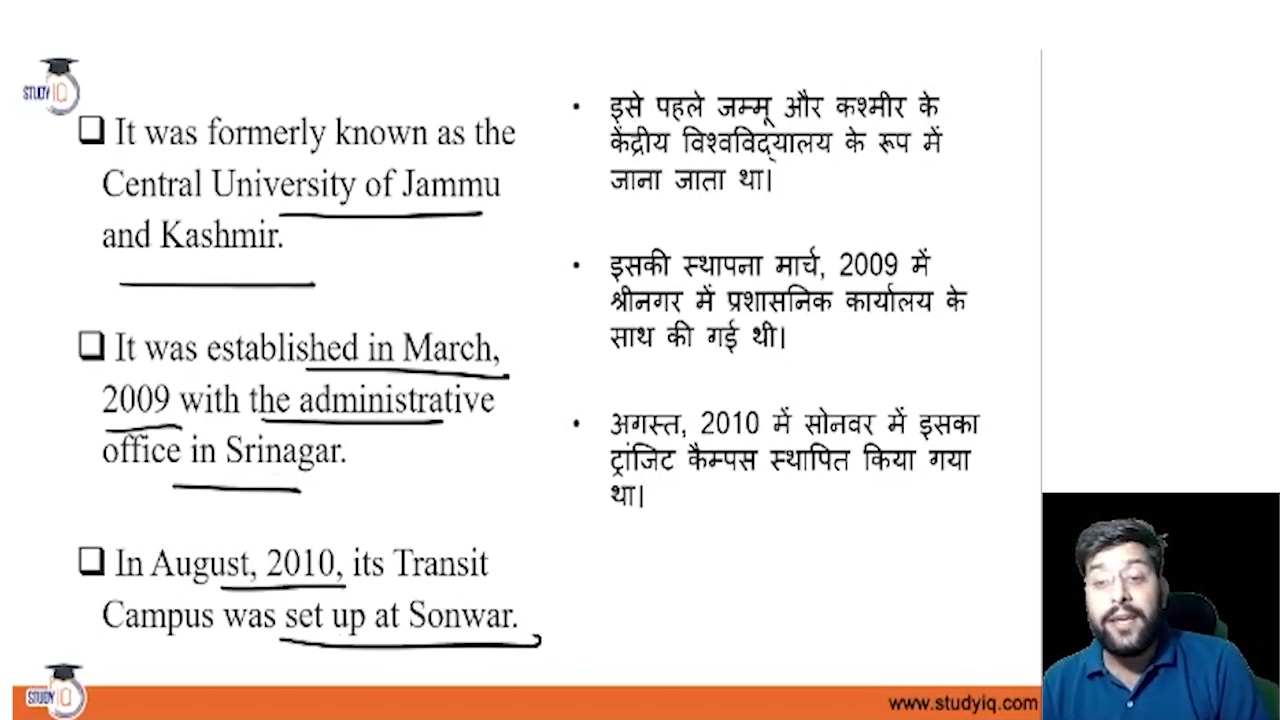 STUDY IQ
❑ It was formerly known as the
Central University of Jammu
and Kashmir.
❑ It was established in March,
2009 with the administrative
office in Srinagar.
❑ In August, 2010, its Transit
Campus was set up at Sonwar.
• इसे पहले जम्मू और कश्मीर के
केंद्रीय विश्वविद्यालय के रूप में
जाना जाता था।
• इसकी स्थापना मार्च, 2009 में
श्रीनगर में प्रशासनिक कार्यालय के
साथ की गई थी।
• अगस्त, 2010 में सोनवर में इसका
ट्रांजिट कैम्पस स्थापित किया गया
था।
STUDY IQ
www.studyiq.com